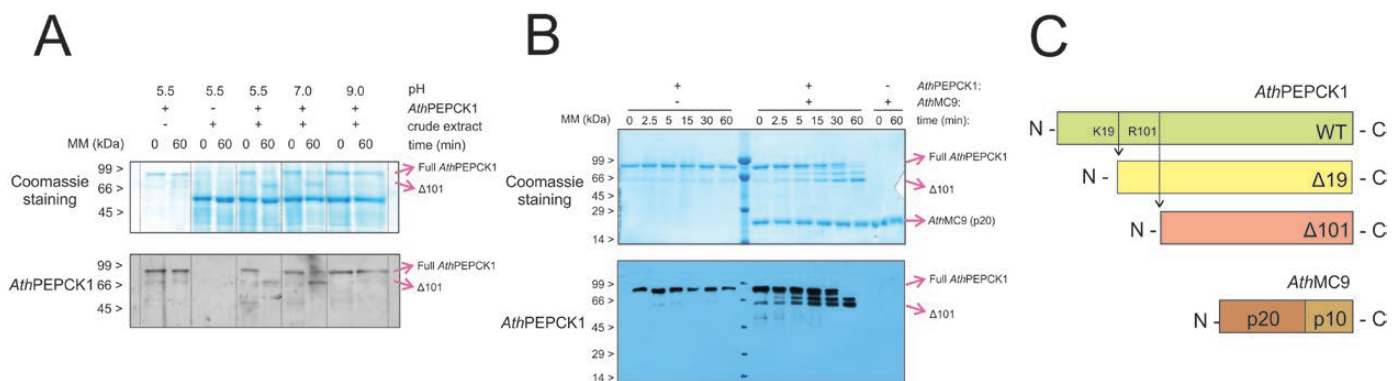 A
5.5 5.5 5.5 7.0 9.0 pH
+ - + + + AthPEPCK1
- + + + + crude extract
MM (kDa) 0 60 0 60 0 60 0 60 0 60 time (min)
Coomassie staining
99 >
66 >
45 >
Full AthPEPCK1
Δ101
AthPEPCK1
99 >
66 >
45 >
Full AthPEPCK1
Δ101
B
+ + - AthPEPCK1:
- + + AthMC9:
MM (kDa) 0 2.5 5 15 30 60 0 2.5 5 15 30 60 0 60 time (min):
Coomassie staining
99 >
66 >
45 >
29 >
14 >
Full AthPEPCK1
Δ101
AthMC9 (p20)
AthPEPCK1
99 >
66 >
45 >
29 >
14 >
Full AthPEPCK1
Δ101
C
AthPEPCK1
N - K19 R101 WT - C
N - Δ19 - C
N - Δ101 - C
AthMC9
N - p20 p10 - C